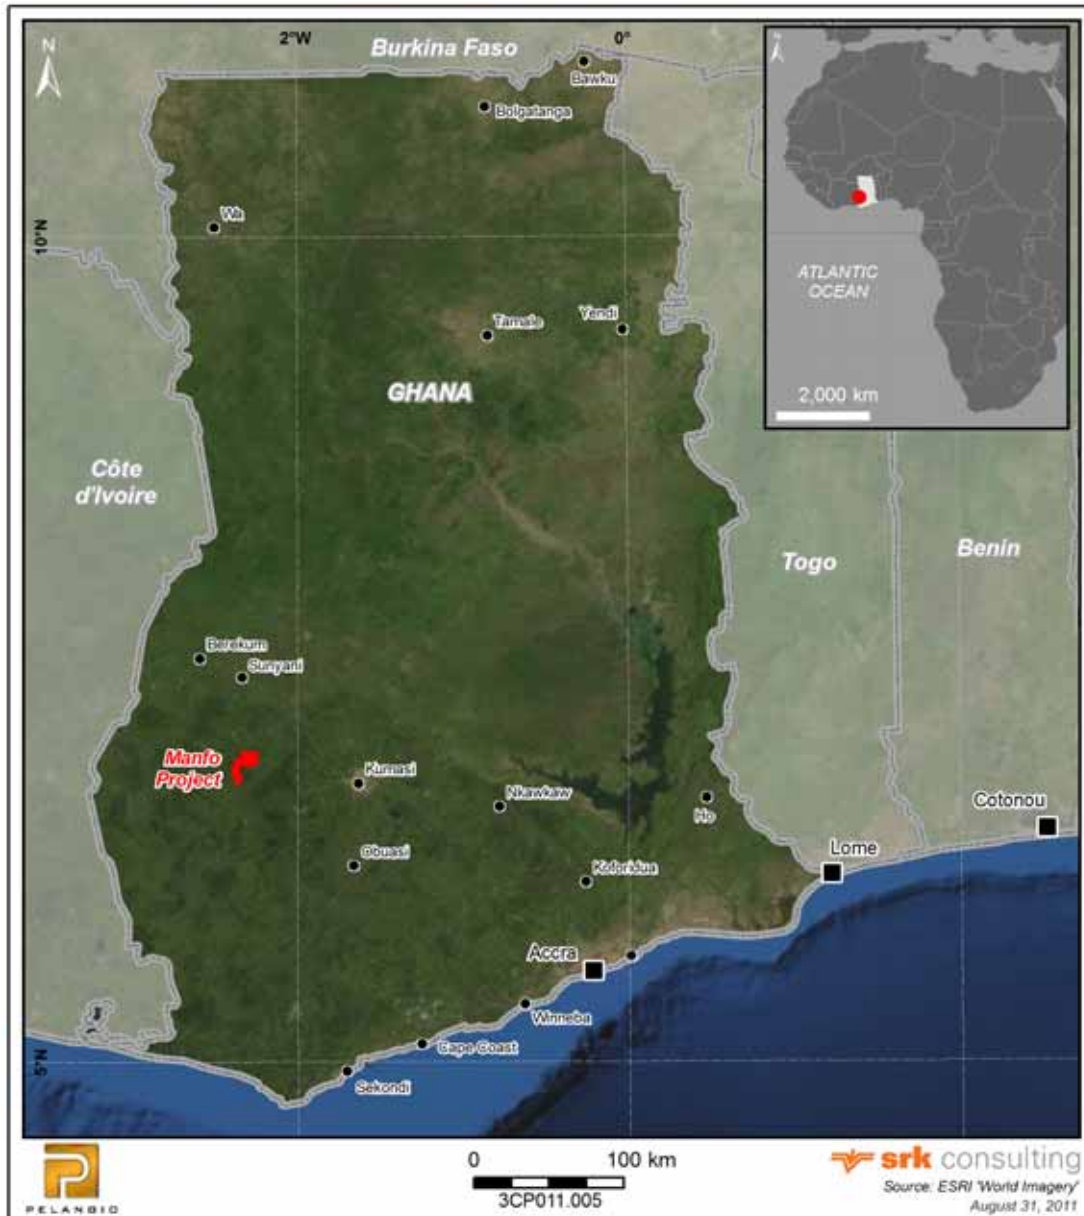 N
2°W
0°
Burkina Faso
Bawku
Bolgatanga
N
Wa
10°N
ATLANTIC
OCEAN
Tamale
Yendi
GHANA
2,000 km
Côte
d'Ivoire
Togo
Benin
Berekum
Sunyani
Manfo
Project
Kumasi
Nkawkaw
Ho
Cotonou
Obuasi
Koforidua
Lome
Accra
Winneba
Cape Coast
Sekondi
5°N
PELANGIO
0 100 km
3CP011.005
srk consulting
Source: ESRI 'World Imagery'
August 31, 2011